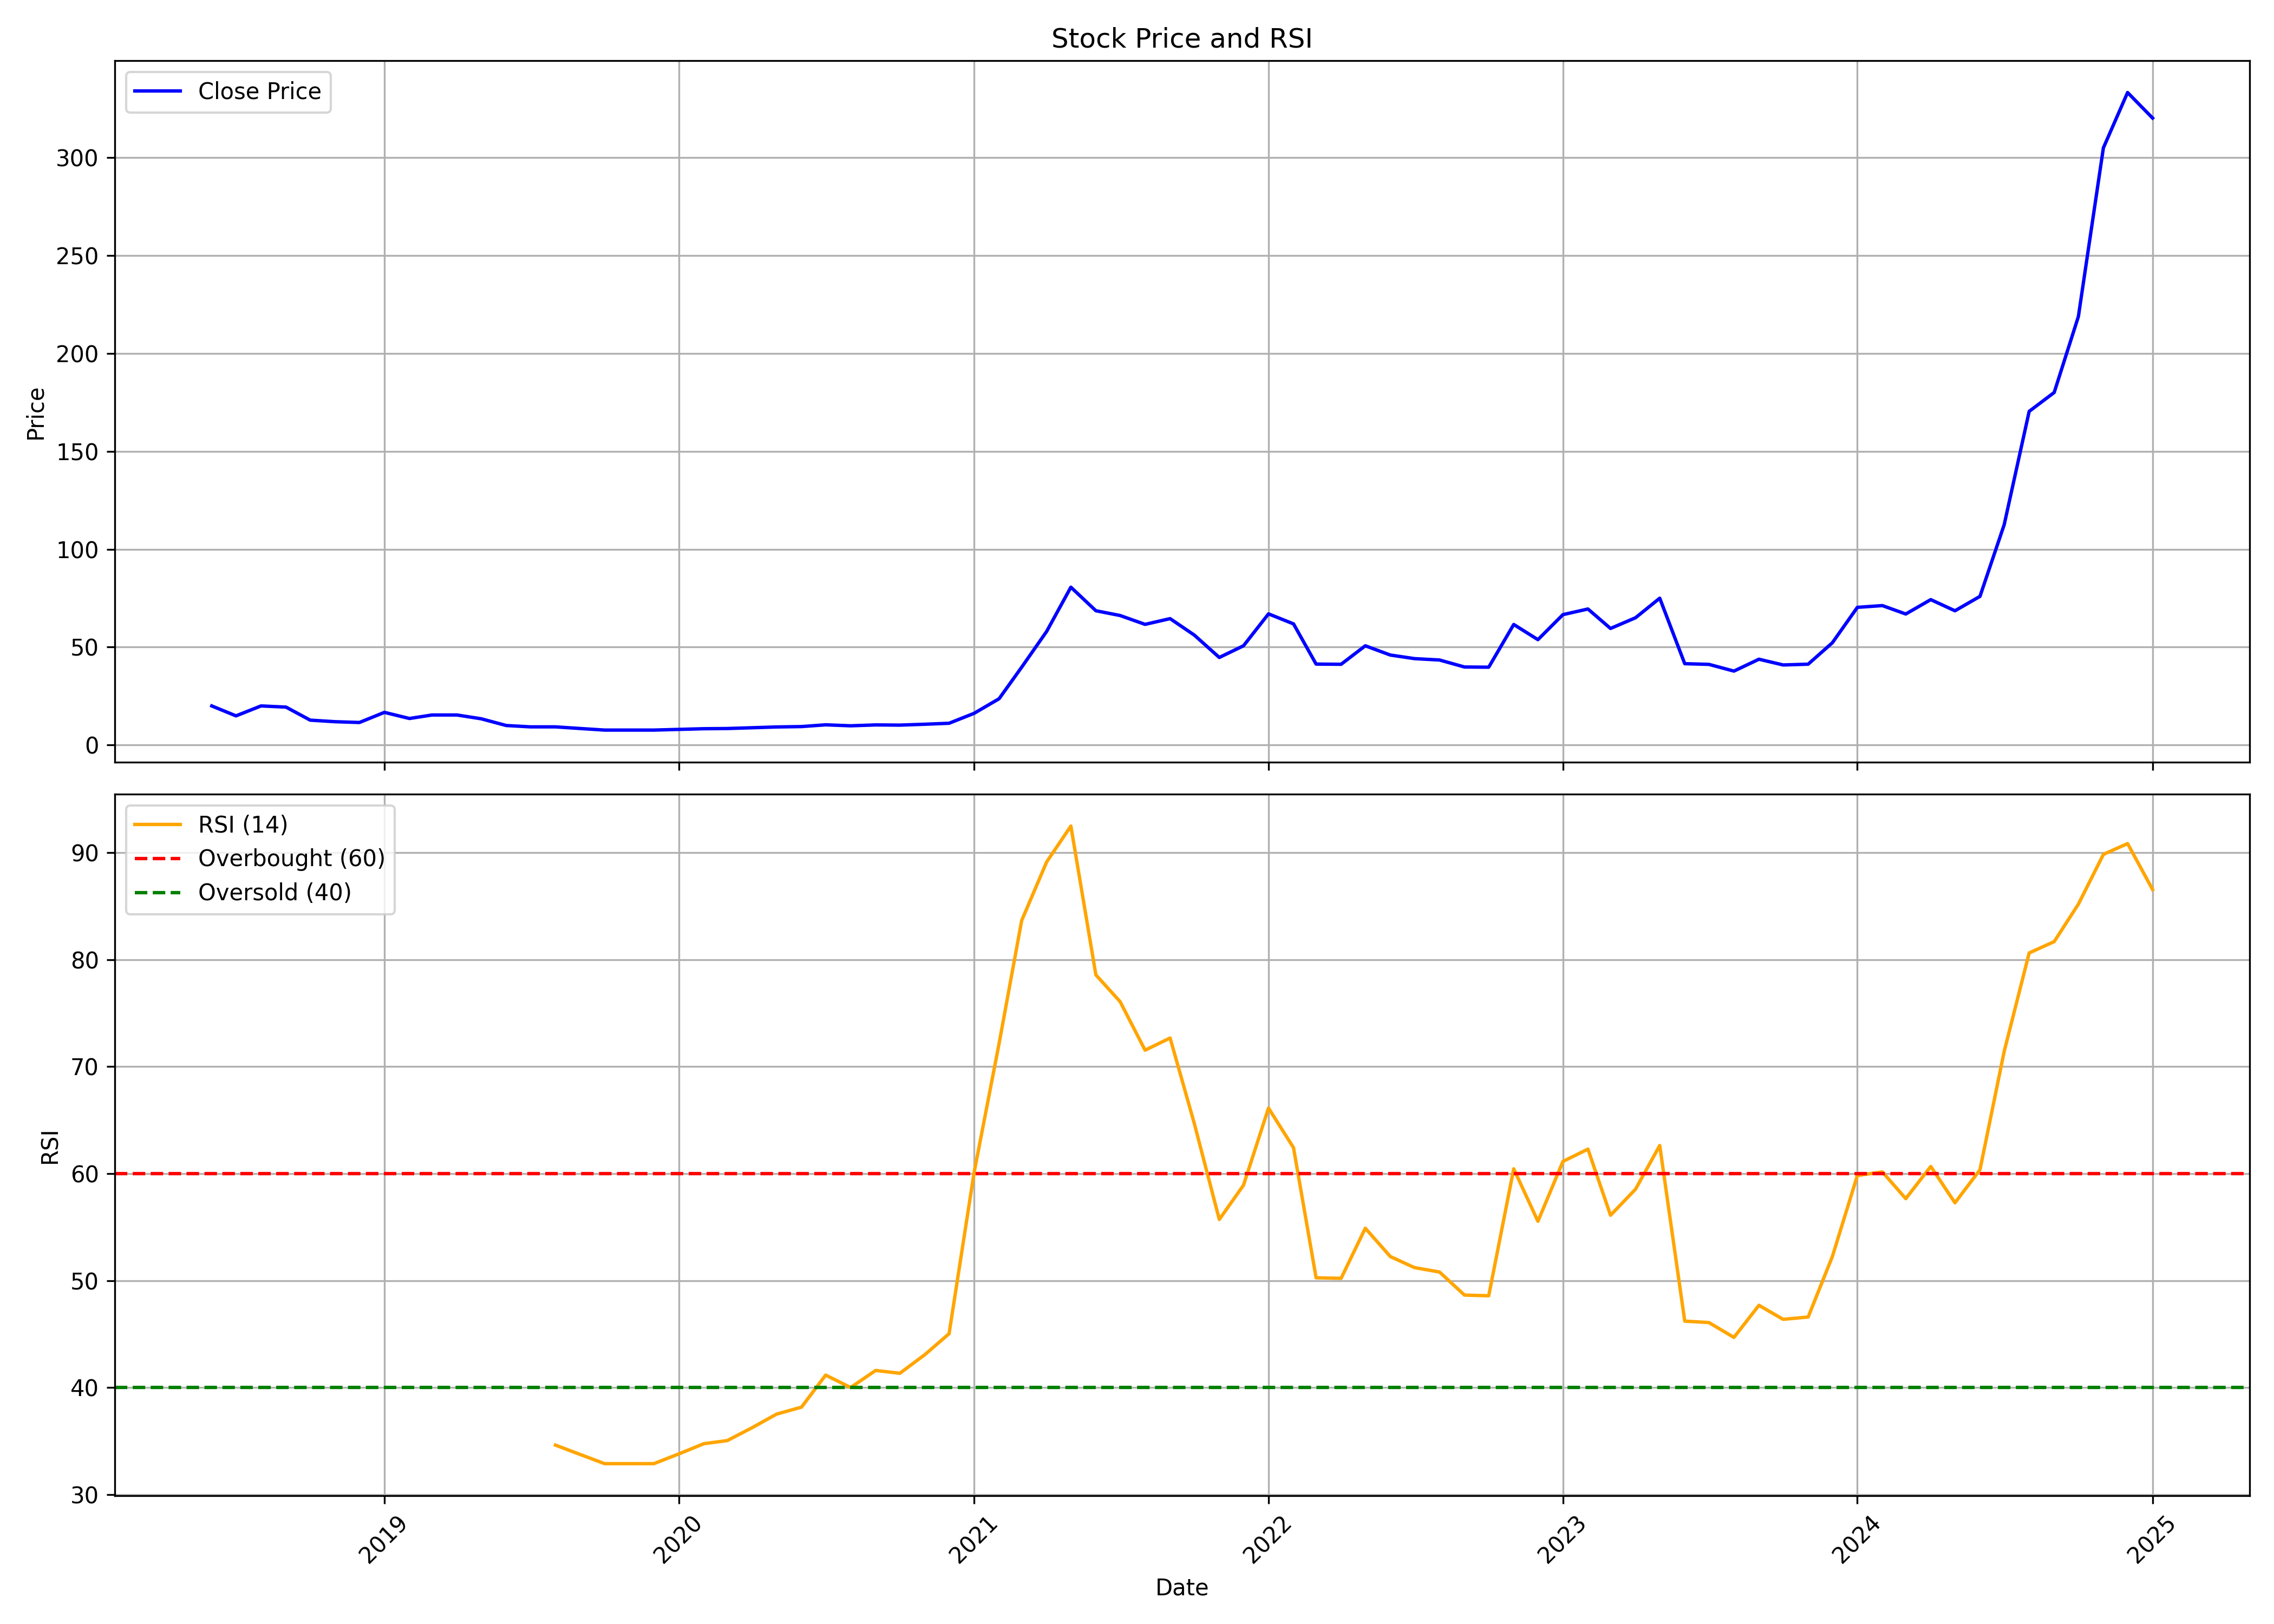 Stock Price and RSI
Close Price
Price
300
250
200
150
100
50
0
RSI (14)
Overbought (60)
Oversold (40)
RSI
90
80
70
60
50
40
30
2019
2020
2021
2022
2023
2024
2025
Date